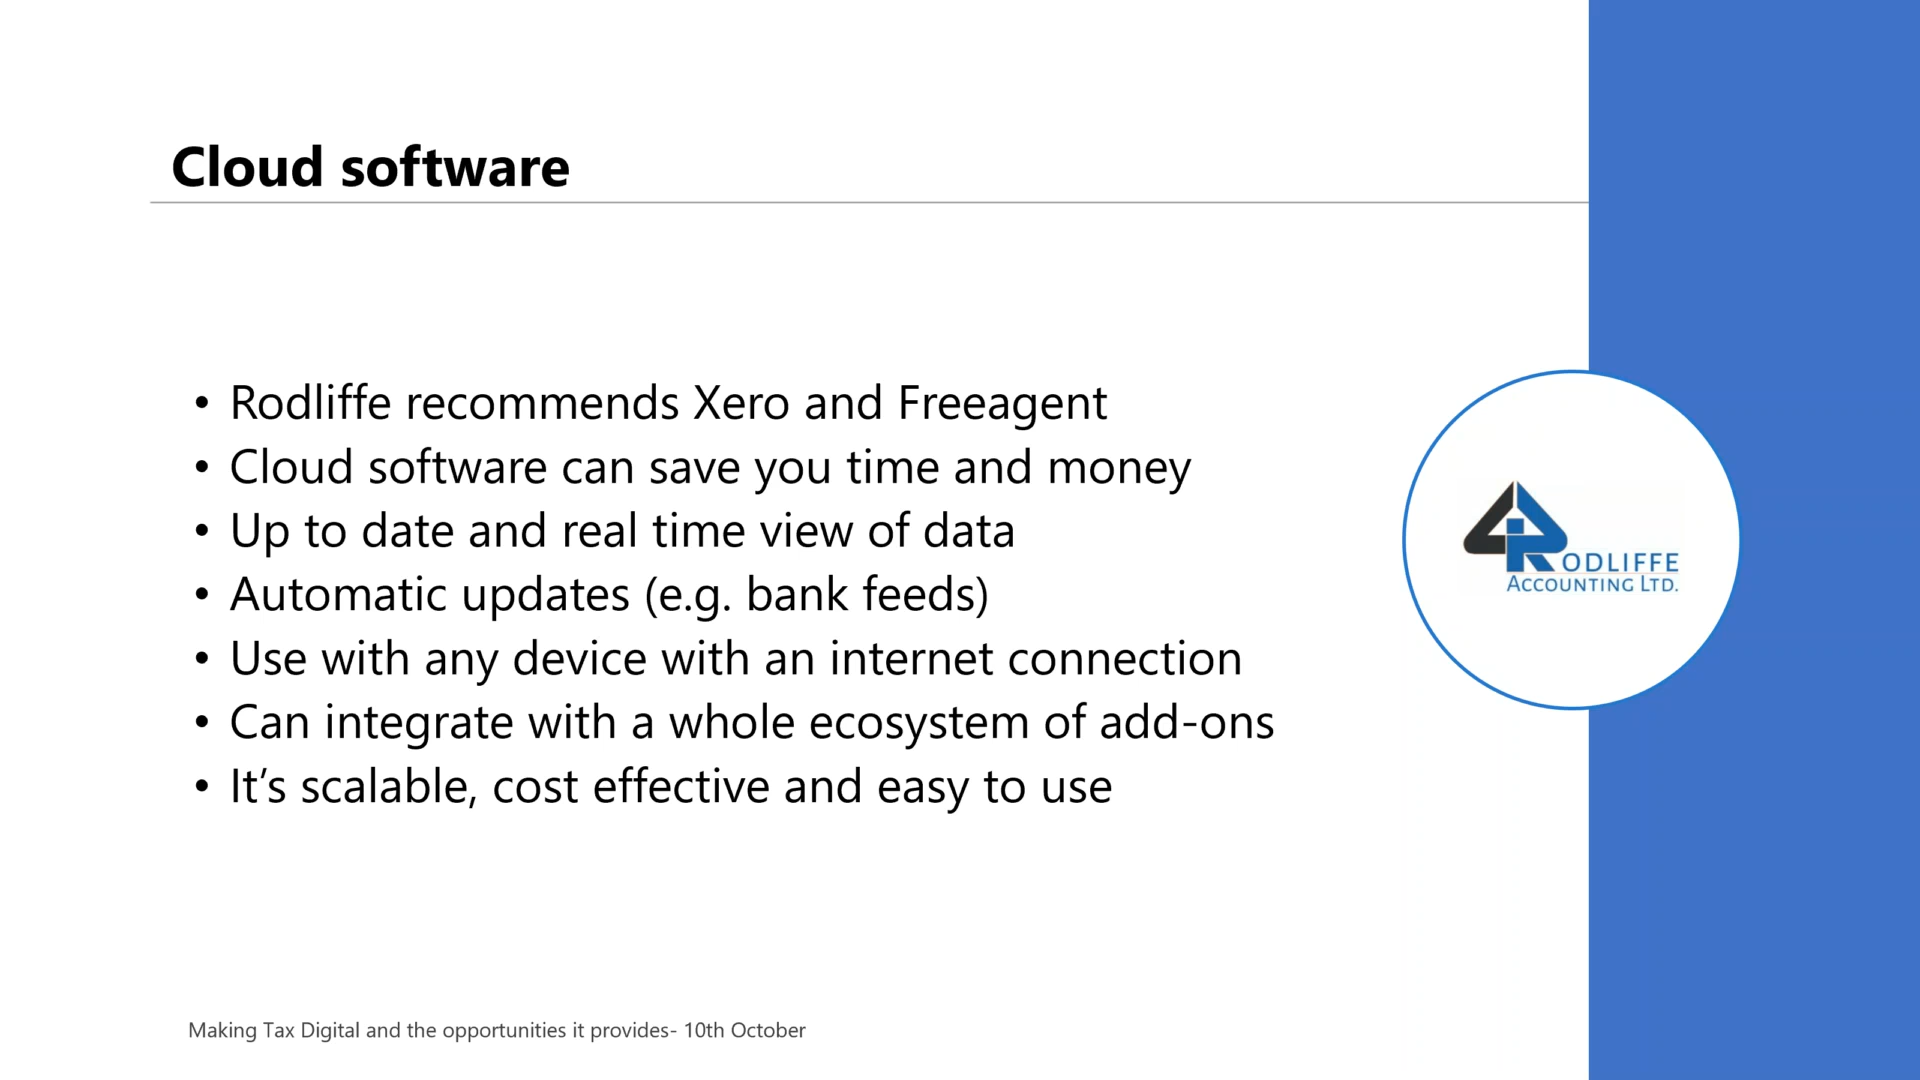 Cloud software
• Rodliffe recommends Xero and Freeagent
• Cloud software can save you time and money
• Up to date and real time view of data
• Automatic updates (e.g. bank feeds)
• Use with any device with an internet connection
• Can integrate with a whole ecosystem of add-ons
• It’s scalable, cost effective and easy to use
RODLIFFE
ACCOUNTING LTD.
Making Tax Digital and the opportunities it provides- 10th October